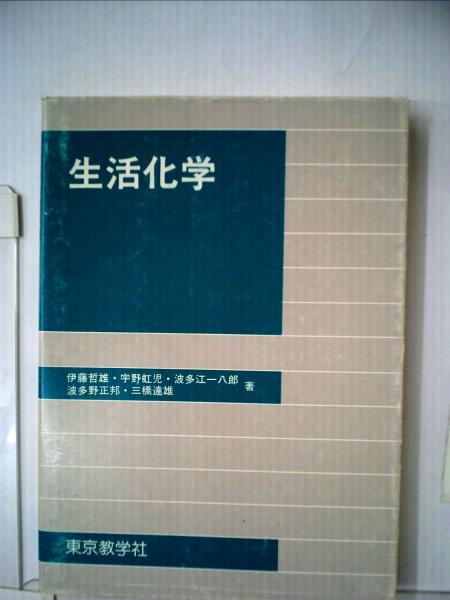 生活化学
伊藤哲雄・宇野虹児・波多江一八郎
波多野正邦・三橋達雄 著
東京教学社